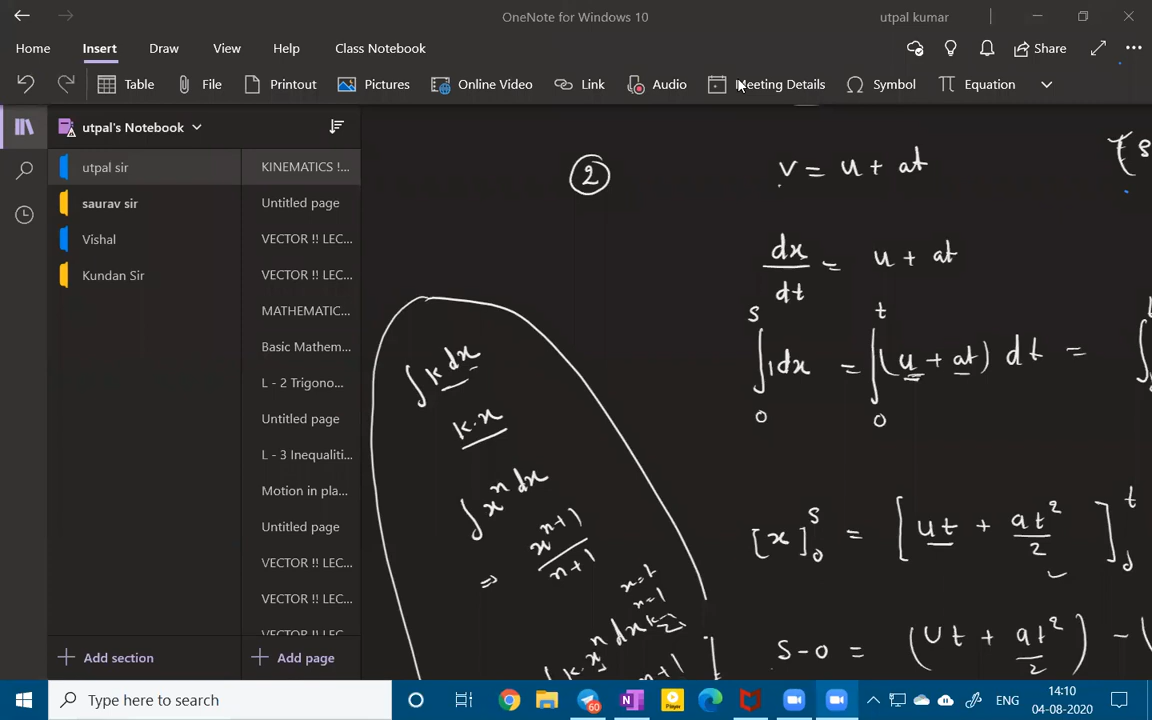 OneNote for Windows 10
utpal kumar
Home Insert Draw View Help Class Notebook
Share
Table File Printout Pictures Online Video Link Audio Meeting Details Symbol Equation
utpal's Notebook
utpal sir
saurav sir
Vishal
Kundan Sir
Add section
KINEMATICS !...
Untitled page
VECTOR !! LEC...
VECTOR !! LEC...
MATHEMATIC...
Basic Mathem...
L - 2 Trigono...
Untitled page
L - 3 Inequaliti...
Motion in pla...
Untitled page
VECTOR !! LEC...
VECTOR !! LEC...
Add page
2
v = u + at
dx/dt = u + at
∫₀ˢ 1dx = ∫₀ᵗ (u + at) dt =
[x]₀ˢ = [ut + at²/2]₀ᵗ
s - 0 = (ut + at²/2) - (
∫k dx
k·x
∫xⁿ dx
⇒ xⁿ⁺¹/n+1
Type here to search
60
ENG
14:10
04-08-2020